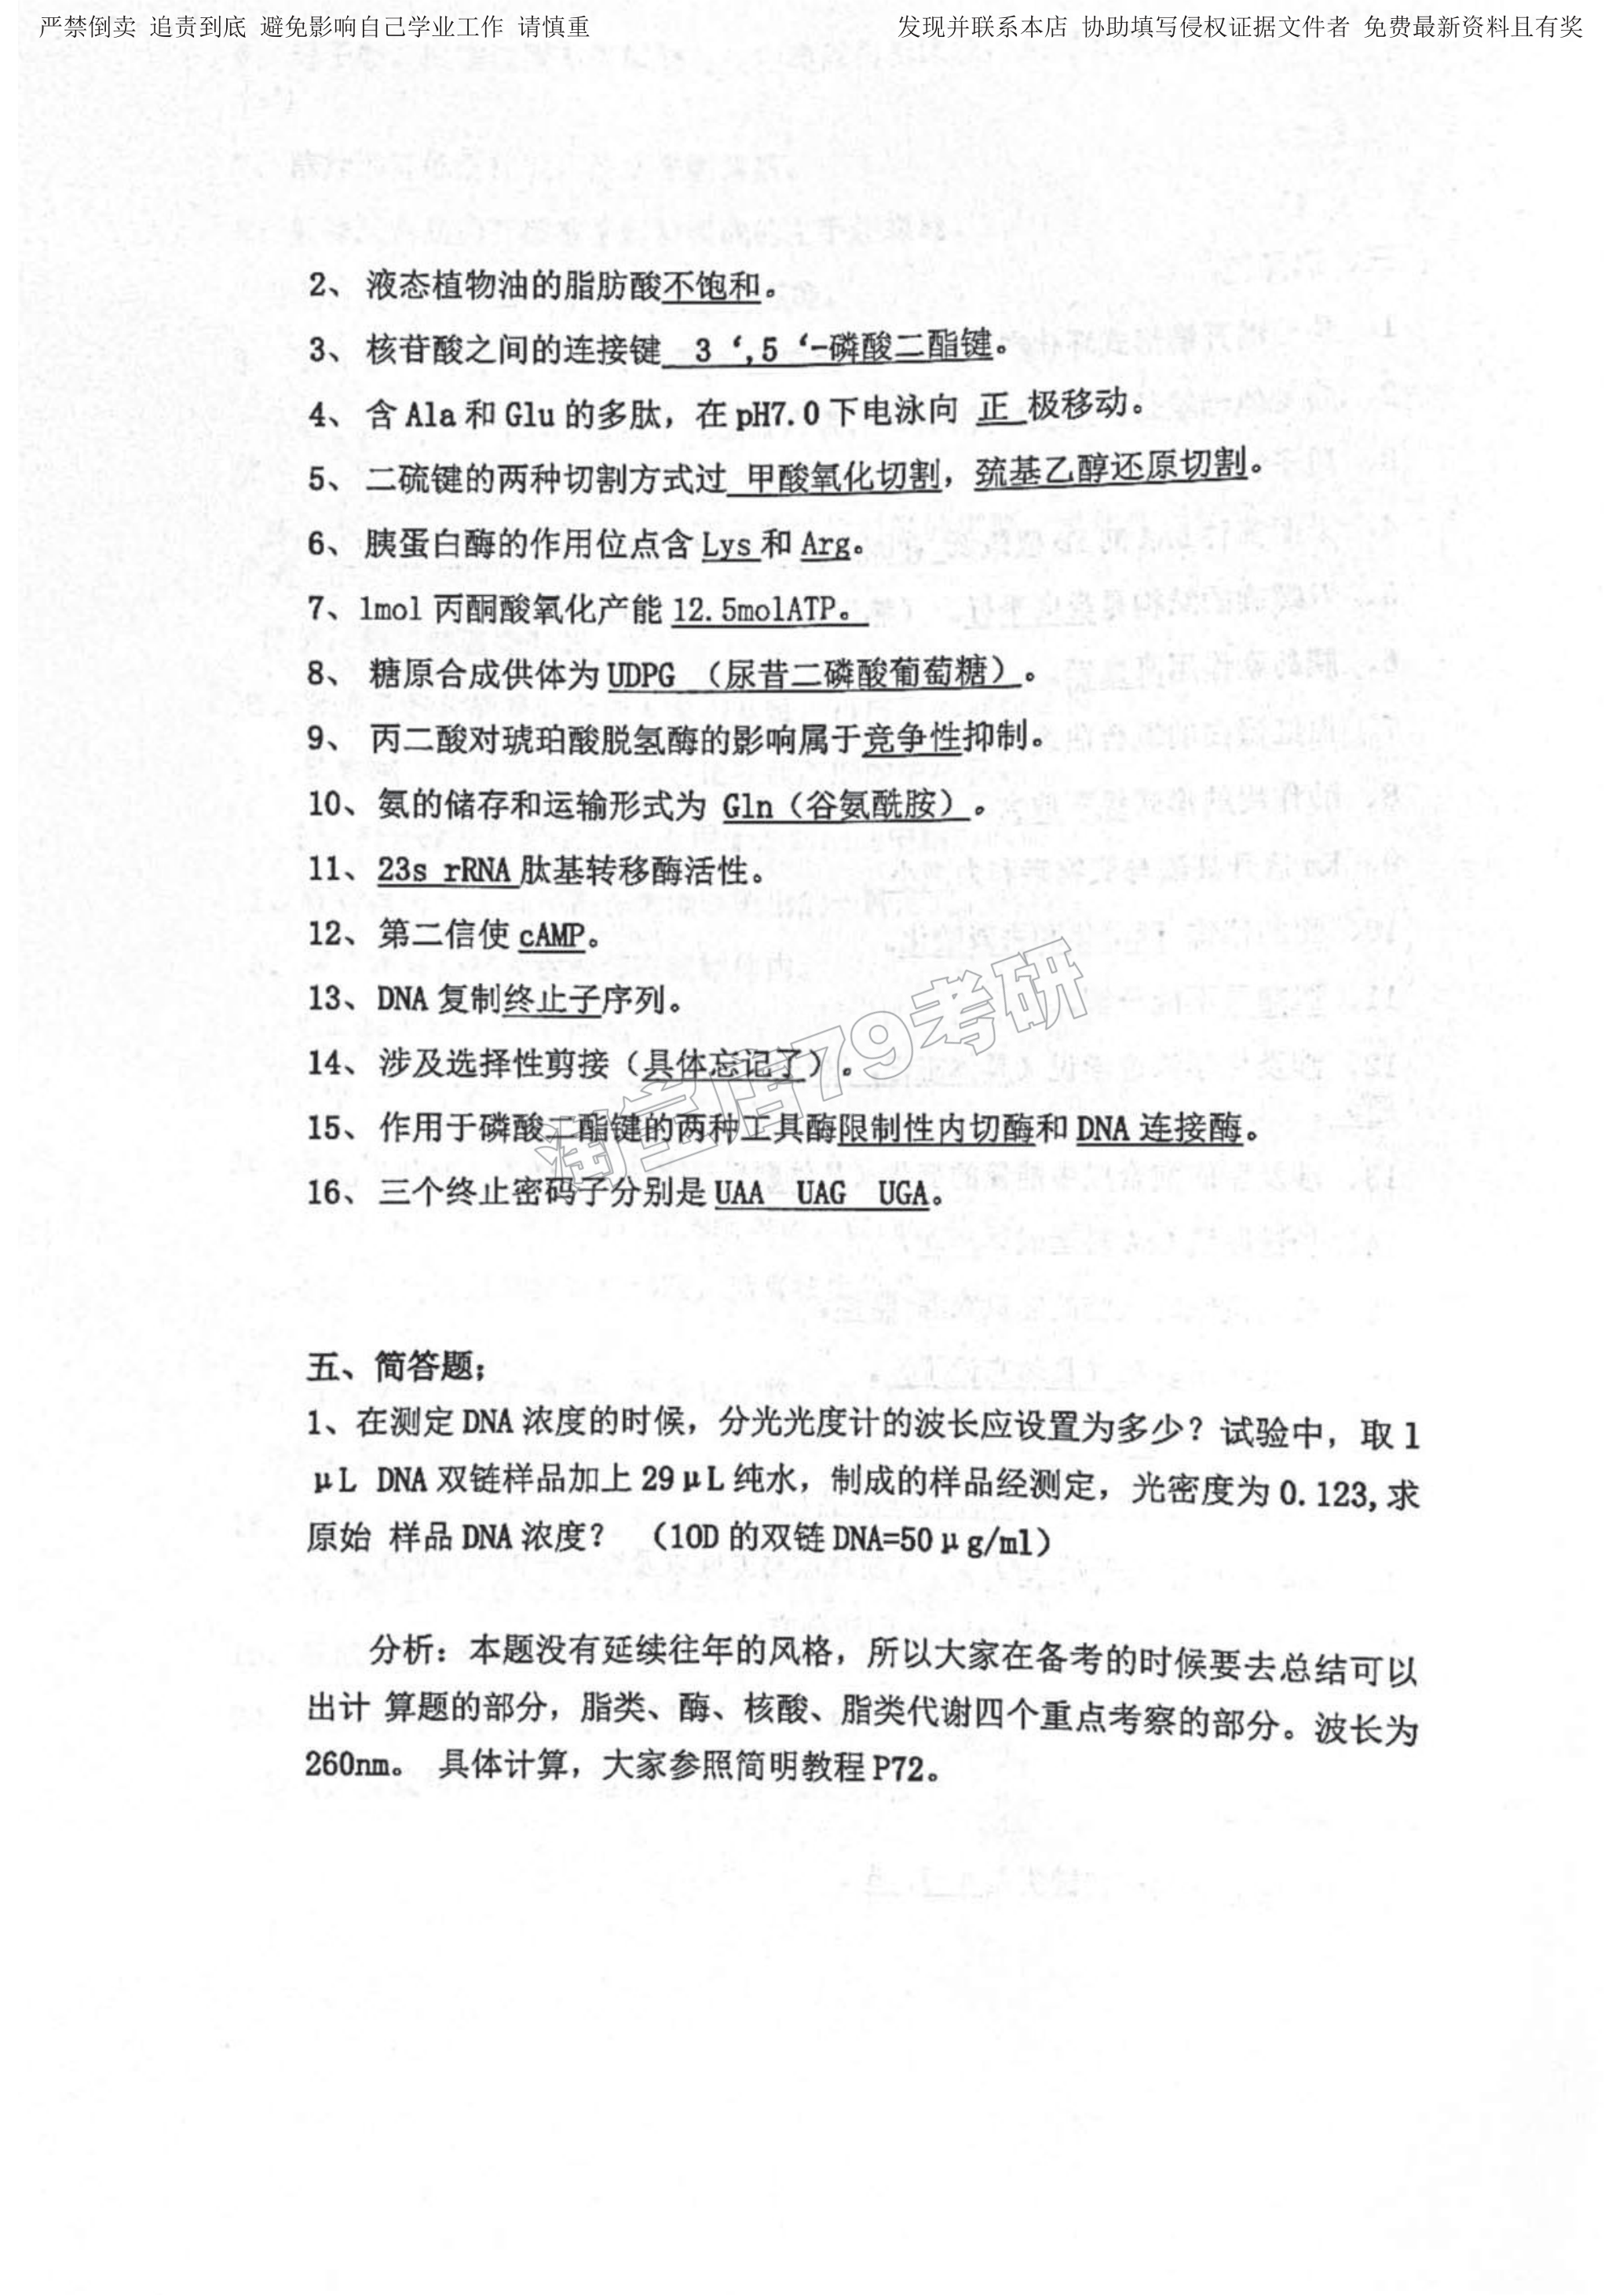 严禁倒卖 追责到底 避免影响自己学业工作 请慎重
发现并联系本店 协助填写侵权证据文件者 免费最新资料且有奖
2、 液态植物油的脂肪酸不饱和。
3、 核苷酸之间的连接键 3 ‘,5 ‘-磷酸二酯键。
4、 含 Ala 和 Glu 的多肽，在 pH7.0 下电泳向 正 极移动。
5、 二硫键的两种切割方式过 甲酸氧化切割，巯基乙醇还原切割。
6、 胰蛋白酶的作用位点含 Lys 和 Arg。
7、1mol 丙酮酸氧化产能 12.5molATP。
8、 糖原合成供体为 UDPG （尿昔二磷酸葡萄糖）。
9、 丙二酸对琥珀酸脱氢酶的影响属于竞争性抑制。
10、氨的储存和运输形式为 Gln（谷氨酰胺）。
11、23s rRNA 肽基转移酶活性。
12、第二信使 cAMP。
13、DNA 复制终止子序列。
14、涉及选择性剪接（具体忘记了）。
15、作用于磷酸二酯键的两种工具酶限制性内切酶和 DNA 连接酶。
16、三个终止密码子分别是 UAA UAG UGA。
淘宝店79考研
五、简答题；
1、在测定 DNA 浓度的时候，分光光度计的波长应设置为多少？试验中，取 1
μL DNA 双链样品加上 29μL 纯水，制成的样品经测定，光密度为 0.123,求
原始 样品 DNA 浓度？ （1OD 的双链 DNA=50μg/ml）
分析：本题没有延续往年的风格，所以大家在备考的时候要去总结可以
出计 算题的部分，脂类、酶、核酸、脂类代谢四个重点考察的部分。波长为
260nm。 具体计算，大家参照简明教程 P72。